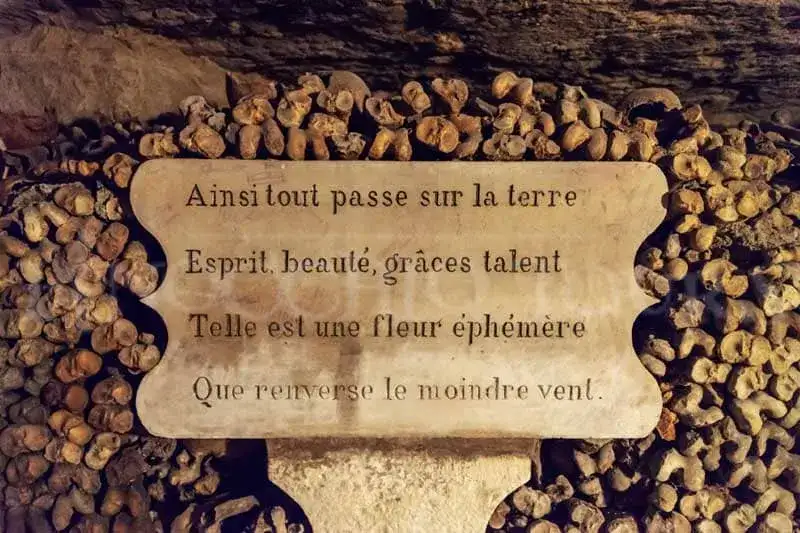 Ainsi tout passe sur la terre
Esprit, beauté, grâces talent
Telle est une fleur éphémère
Que renverse le moindre vent.